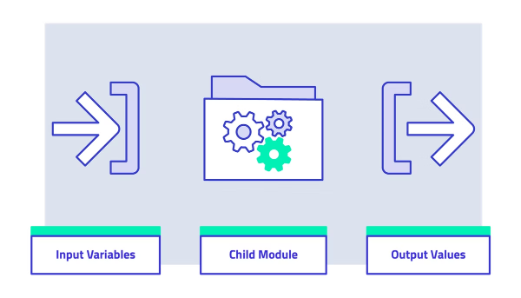 Input Variables
Child Module
Output Values